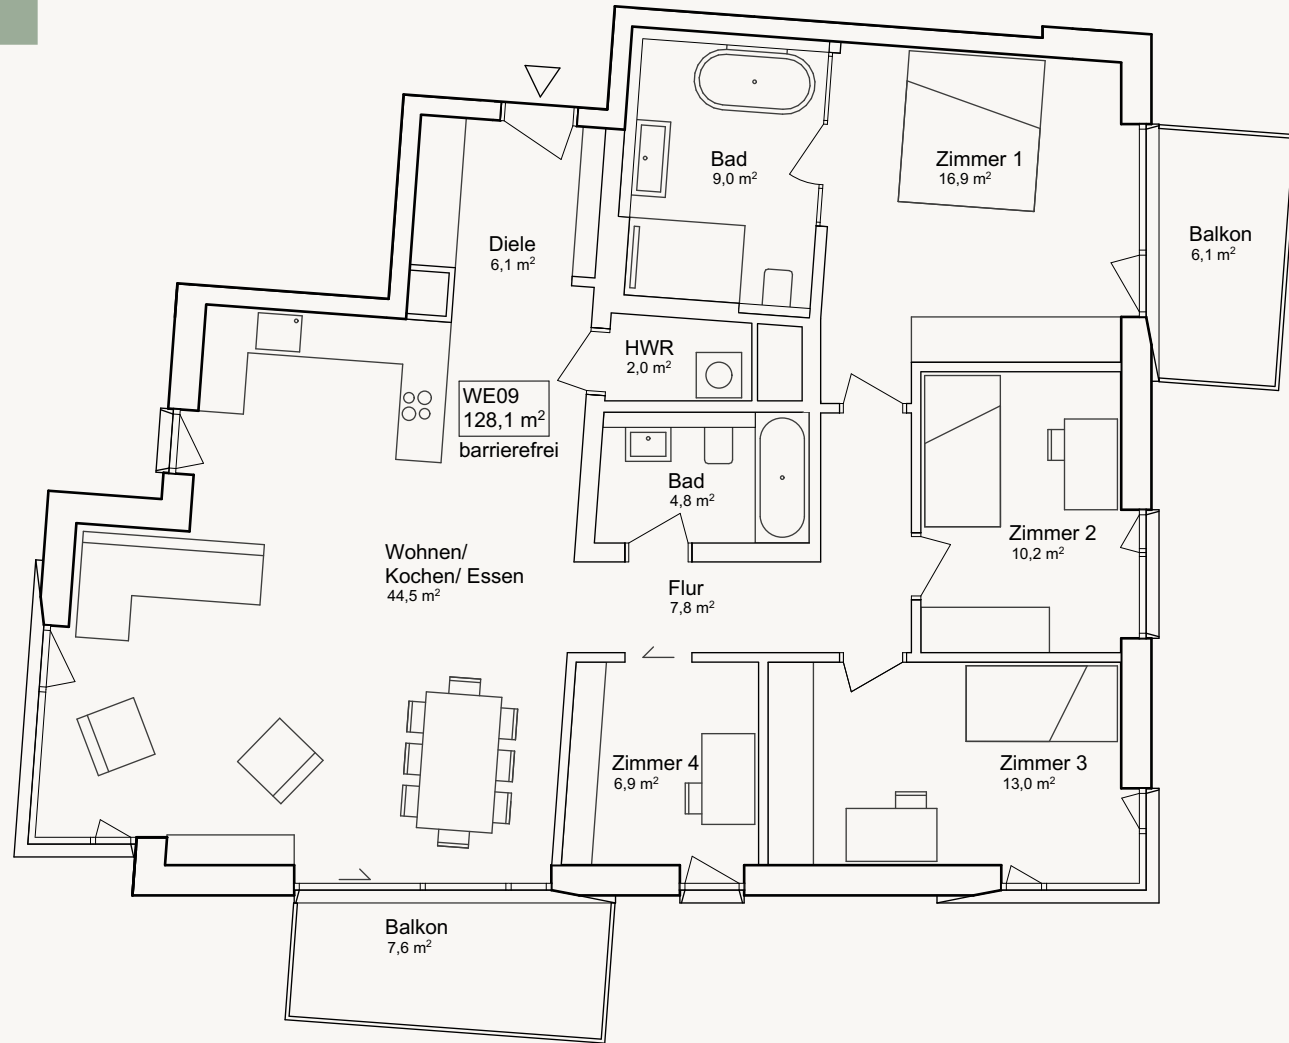 Bad
9,0 m²
Zimmer 1
16,9 m²
Diele
6,1 m²
Balkon
6,1 m²
HWR
2,0 m²
WE09
128,1 m²
barrierefrei
Bad
4,8 m²
Zimmer 2
10,2 m²
Wohnen/
Kochen/ Essen
44,5 m²
Flur
7,8 m²
Zimmer 4
6,9 m²
Zimmer 3
13,0 m²
Balkon
7,6 m²